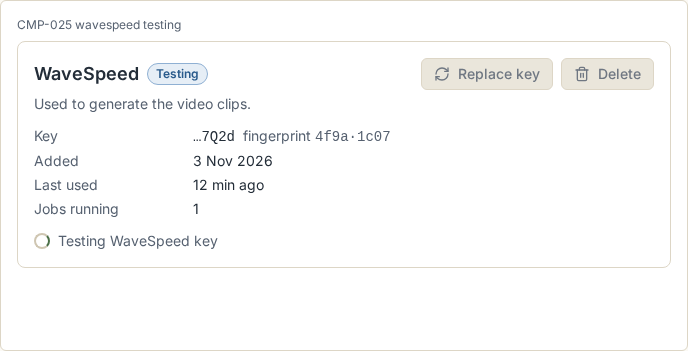 CMP-025 wavespeed testing
WaveSpeed Testing Replace key Delete
Used to generate the video clips.
Key …7Q2d fingerprint 4f9a·1c07
Added 3 Nov 2026
Last used 12 min ago
Jobs running 1
Testing WaveSpeed key